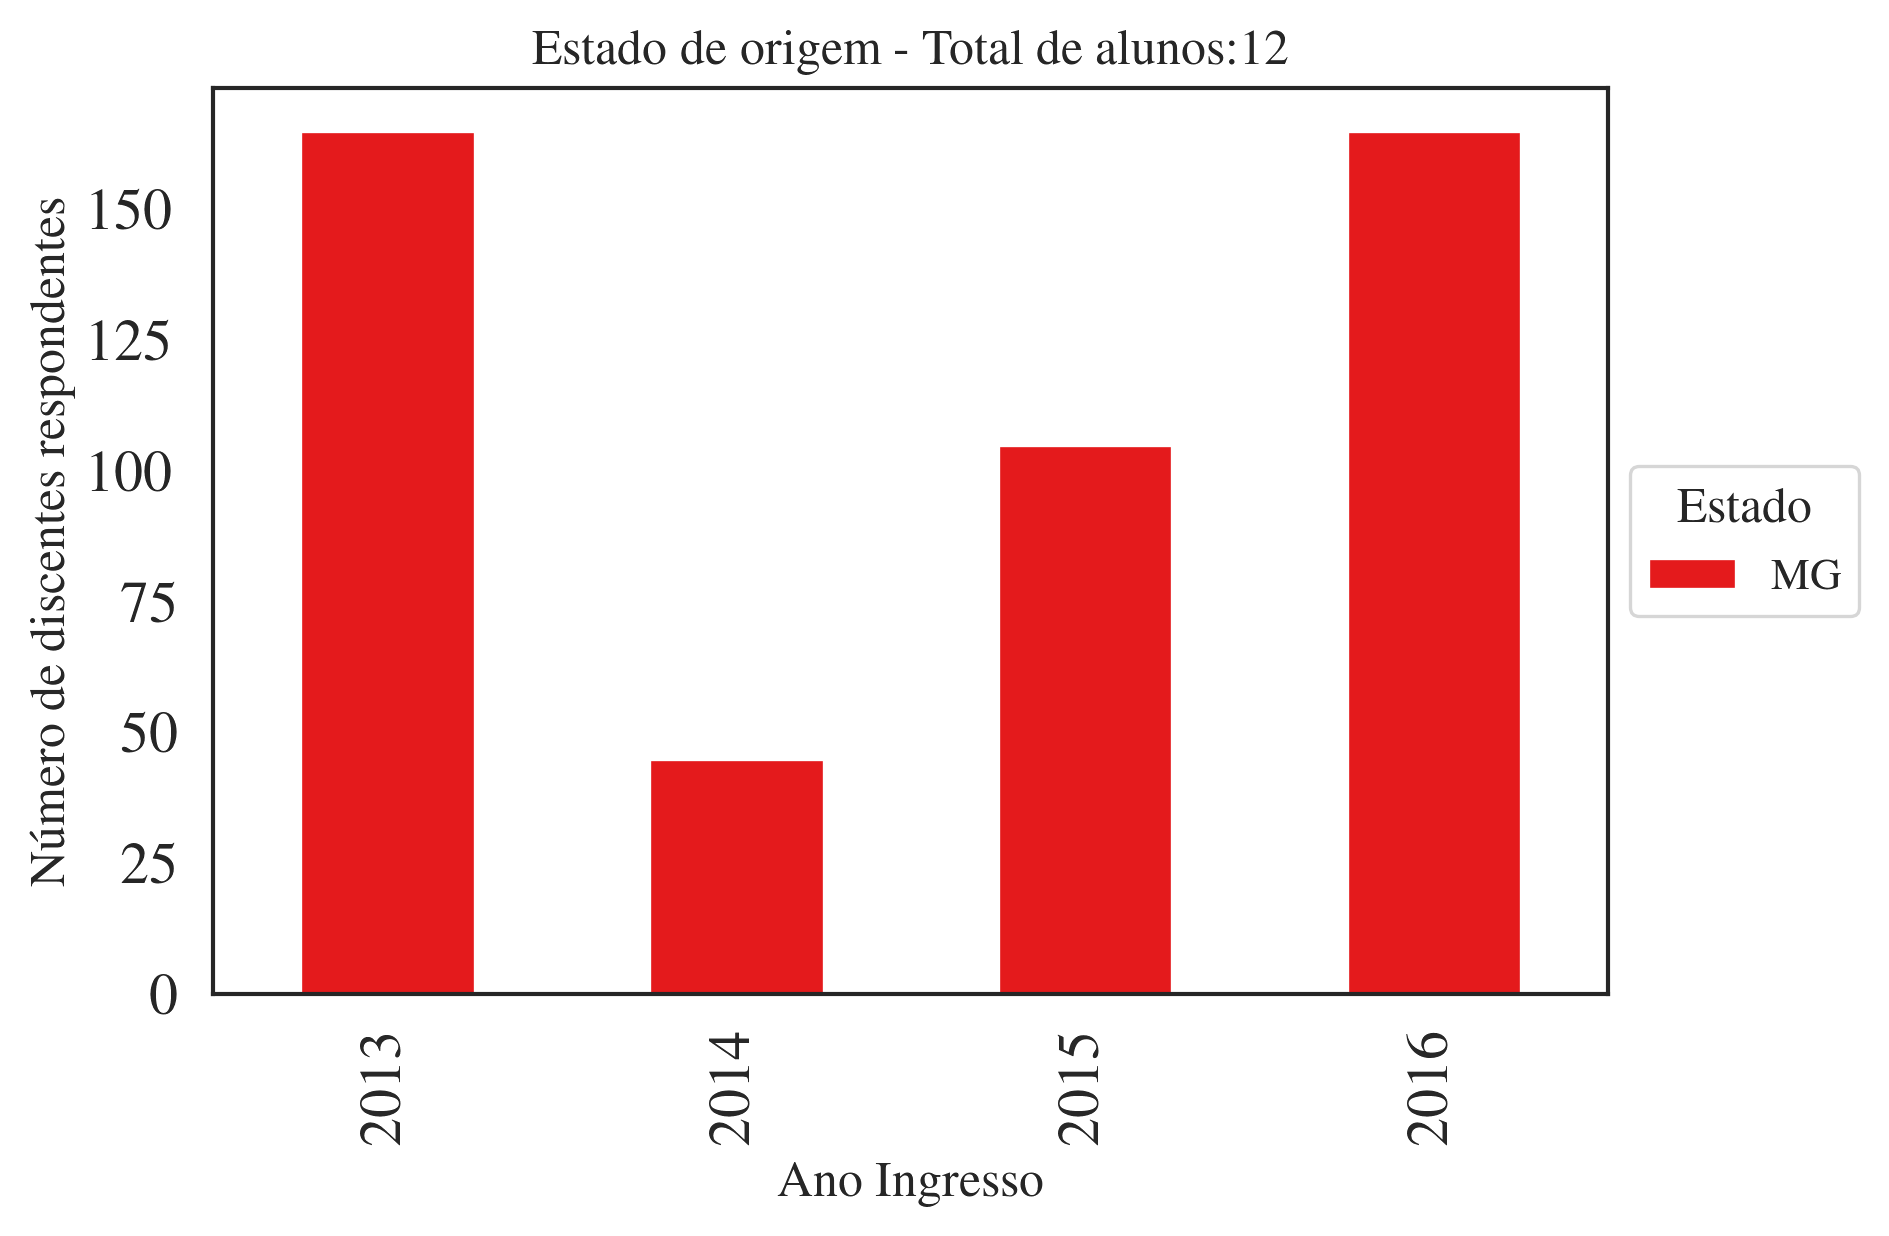 Estado de origem - Total de alunos:12
Número de discentes respondentes
150
125
100
75
50
25
0
2013
2014
2015
2016
Ano Ingresso
Estado
MG